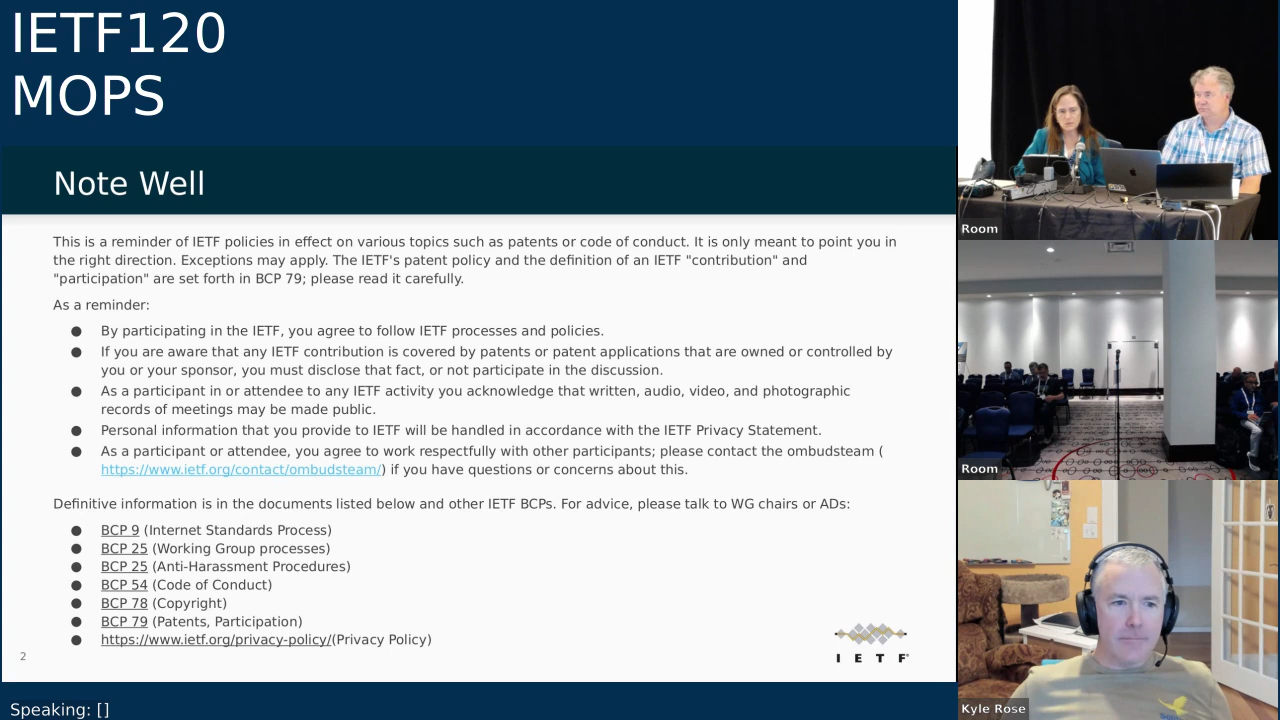 IETF120
MOPS
Note Well
This is a reminder of IETF policies in effect on various topics such as patents or code of conduct. It is only meant to point you in
the right direction. Exceptions may apply. The IETF's patent policy and the definition of an IETF "contribution" and
"participation" are set forth in BCP 79; please read it carefully.
As a reminder:
● By participating in the IETF, you agree to follow IETF processes and policies.
● If you are aware that any IETF contribution is covered by patents or patent applications that are owned or controlled by
you or your sponsor, you must disclose that fact, or not participate in the discussion.
● As a participant in or attendee to any IETF activity you acknowledge that written, audio, video, and photographic
records of meetings may be made public.
● Personal information that you provide to IETF will be handled in accordance with the IETF Privacy Statement.
● As a participant or attendee, you agree to work respectfully with other participants; please contact the ombudsteam (
https://www.ietf.org/contact/ombudsteam/) if you have questions or concerns about this.
Definitive information is in the documents listed below and other IETF BCPs. For advice, please talk to WG chairs or ADs:
● BCP 9 (Internet Standards Process)
● BCP 25 (Working Group processes)
● BCP 25 (Anti-Harassment Procedures)
● BCP 54 (Code of Conduct)
● BCP 78 (Copyright)
● BCP 79 (Patents, Participation)
● https://www.ietf.org/privacy-policy/(Privacy Policy)
2
I E T F
Speaking: []
Room
Room
Kyle Rose